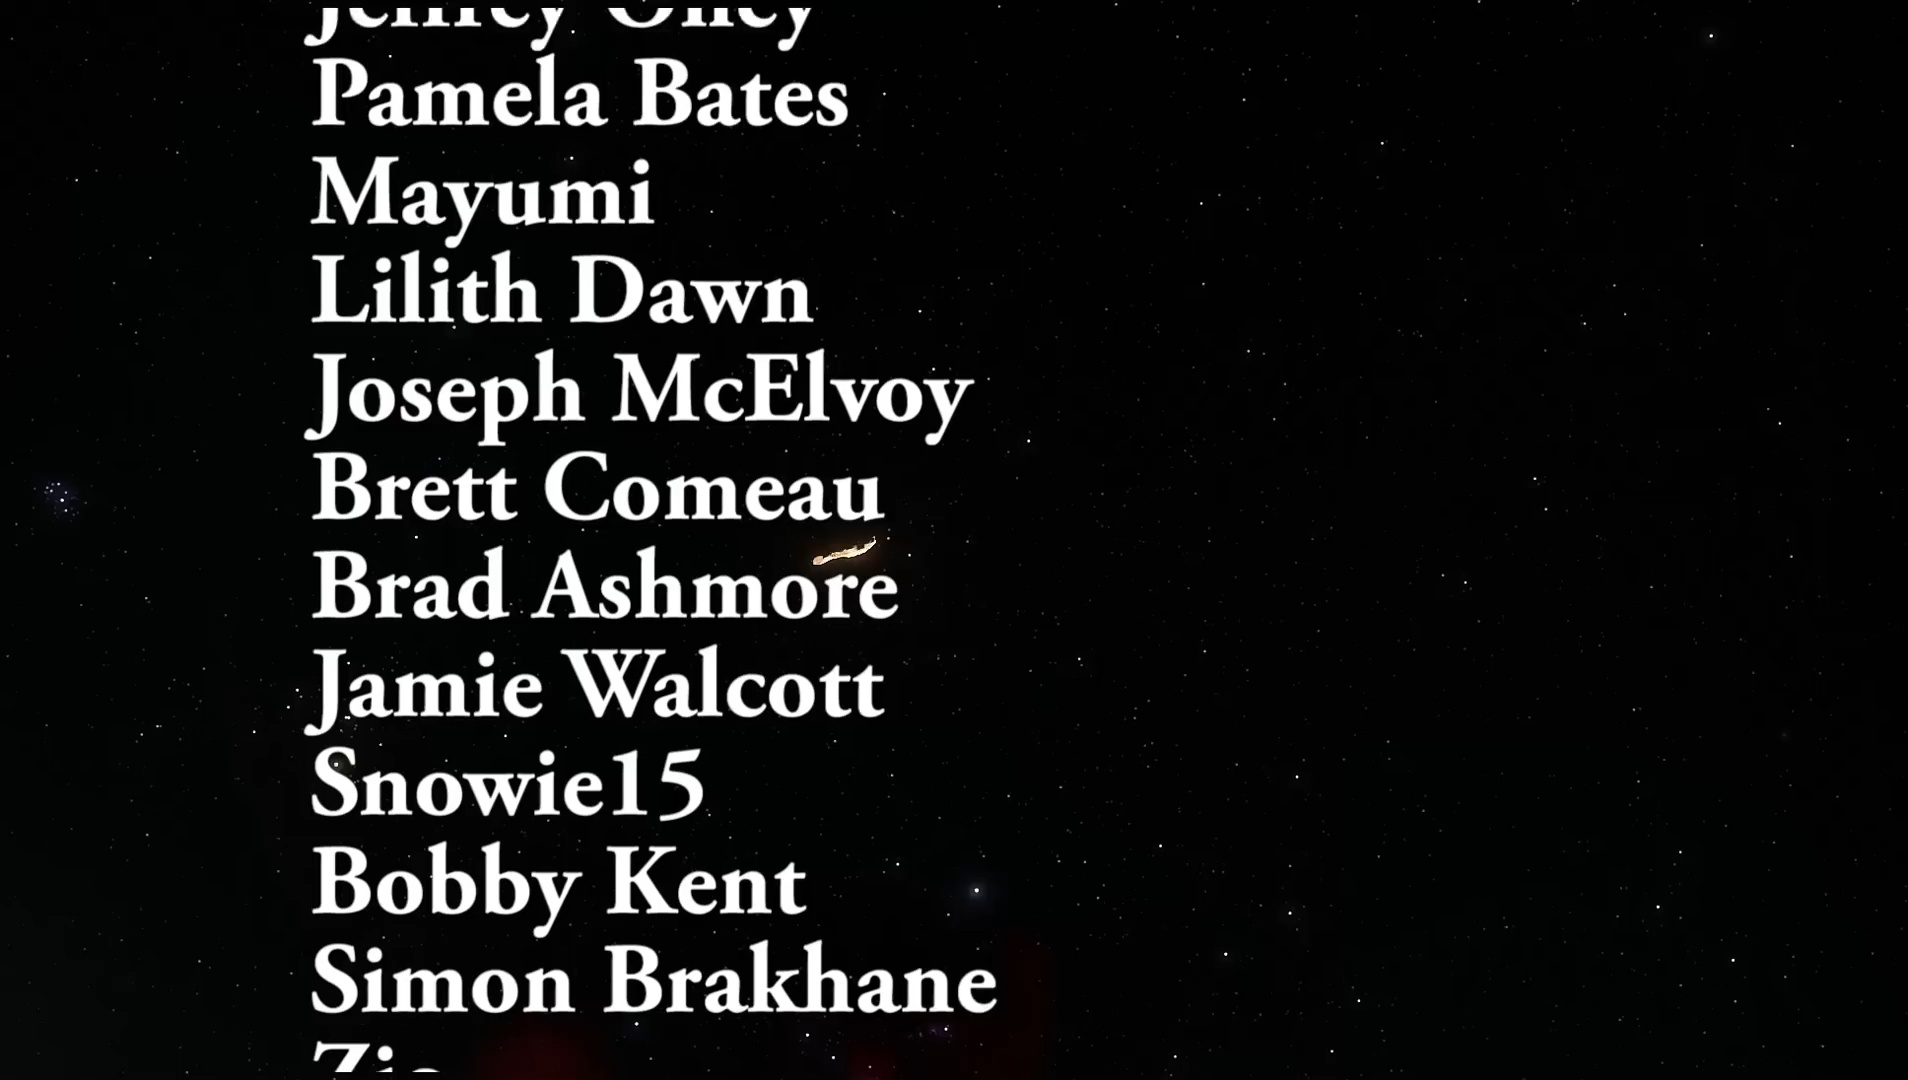 Pamela Bates
Mayumi
Lilith Dawn
Joseph McElvoy
Brett Comeau
Brad Ashmore
Jamie Walcott
Snowie15
Bobby Kent
Simon Brakhane